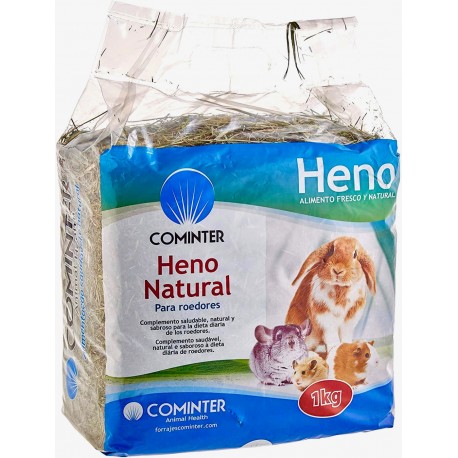 Heno
ALIMENTO FRESCO Y NATURAL
COMINTER
Heno
Natural
Para roedores
Complemento saludable, natural y
sabroso para la dieta diaria
de los roedores.
Complemento saudável,
natural e saboroso à dieta
diária de roedores.
COMINTER
Animal Health
forrajescominter.com
1kg
COMINTER